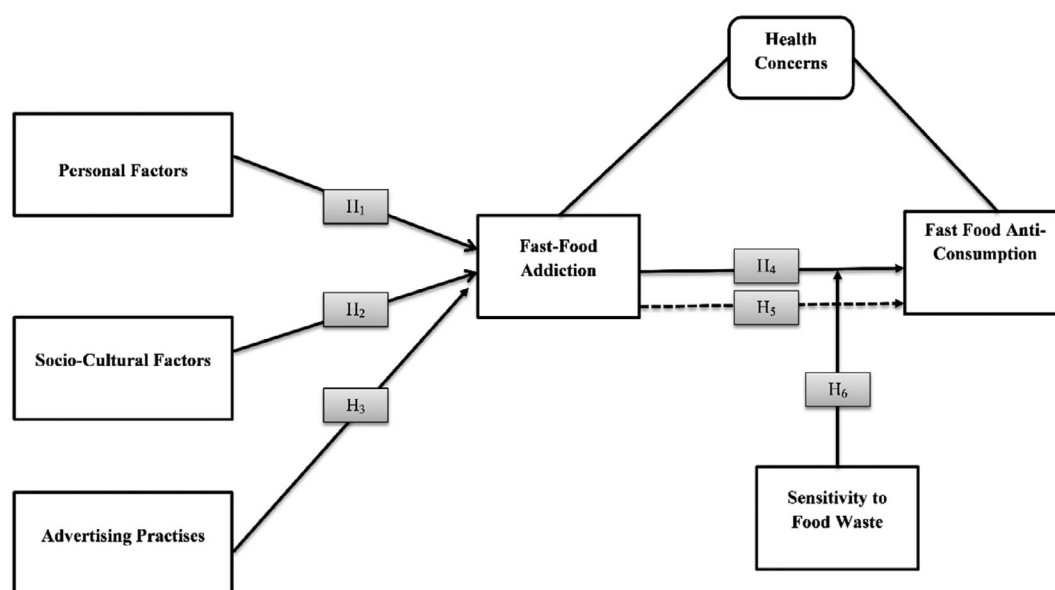 Health
Concerns
Personal Factors
H₁
Fast-Food
Addiction
Fast Food Anti-
Consumption
H₄
H₂
H₅
Socio-Cultural Factors
H₃
H₆
Sensitivity to
Food Waste
Advertising Practises